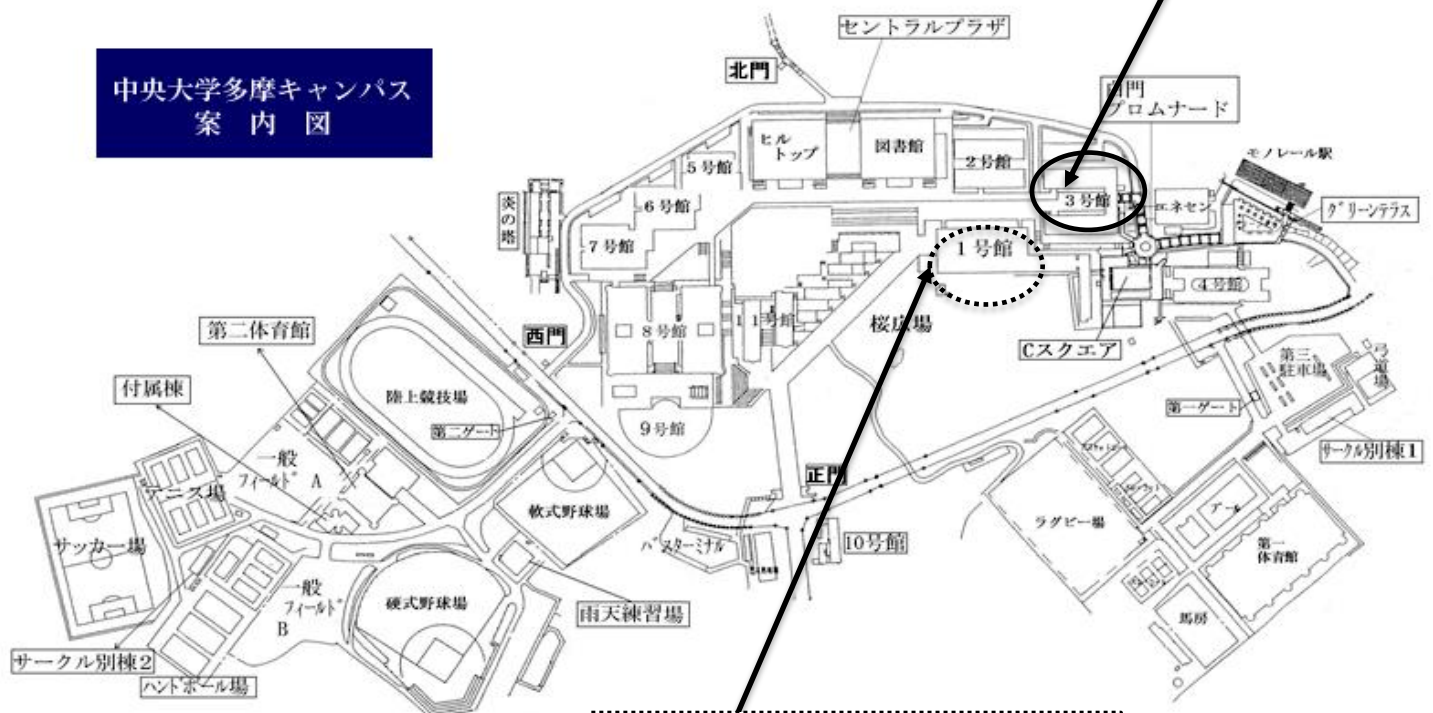 中央大学多摩キャンパス
案 内 図
セントラルプラザ
北門
プロムナード
モノレール駅
グリーンテラス
ヒル
トップ
図書館
2号館
3号館
エネセン
5号館
6号館
7号館
炎の塔
1号館
4号館
8号館
11号館
桜広場
Cスクエア
西門
第二体育館
付属棟
陸上競技場
第二ゲート
9号館
正門
第三
駐車場
弓道場
第一ゲート
サークル別棟1
一般
フィールド A
テニス場
サッカー場
軟式野球場
バスターミナル
10号館
ラグビー場
プール
第一
体育館
馬房
一般
フィールド
B
硬式野球場
雨天練習場
サークル別棟2
ハンドボール場